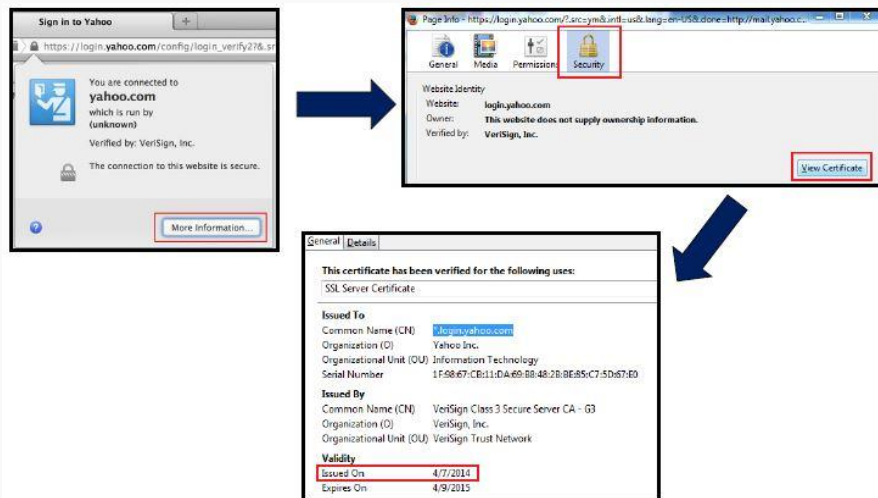 Sign in to Yahoo
https://login.yahoo.com/config/login_verify2?&.sr
You are connected to
yahoo.com
which is run by
(unknown)
Verified by: VeriSign, Inc.
The connection to this website is secure.
More Information...
Page Info - https://login.yahoo.com/?.src=ym&.intl=us&.lang=en-US&.done=http://mail.yahoo.c...
General Media Permissions Security
Website Identity
Website: login.yahoo.com
Owner: This website does not supply ownership information.
Verified by: VeriSign, Inc.
View Certificate
General Details
This certificate has been verified for the following uses:
SSL Server Certificate
Issued To
Common Name (CN) *.login.yahoo.com
Organization (O) Yahoo Inc.
Organizational Unit (OU) Information Technology
Serial Number 1F:98:67:CB:11:DA:69:B8:48:2B:BE:85:C7:5D:67:E0
Issued By
Common Name (CN) VeriSign Class 3 Secure Server CA - G3
Organization (O) VeriSign, Inc.
Organizational Unit (OU) VeriSign Trust Network
Validity
Issued On 4/7/2014
Expires On 4/9/2015